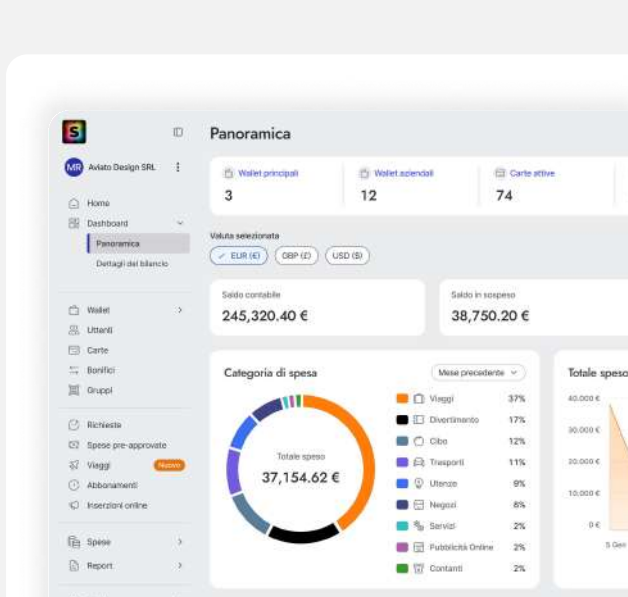 S
Panoramica
MR Aviato Design SRL
Wallet principali
3
Wallet aziendali
12
Carte attive
74
Home
Dashboard
Panoramica
Dettagli del bilancio
Valuta selezionata
EUR (€)
GBP (£)
USD ($)
Saldo contabile
245,320.40 €
Saldo in sospeso
38,750.20 €
Wallet
Utenti
Carte
Bonifici
Gruppi
Richieste
Spese pre-approvate
Viaggi Nuovo
Abbonamenti
Inserzioni online
Spese
Report
Categoria di spesa
Mese precedente
Totale speso
37,154.62 €
Viaggi 37%
Divertimento 17%
Cibo 12%
Trasporti 11%
Utenze 9%
Negozi 8%
Servizi 2%
Pubblicità Online 2%
Contanti 2%
Totale speso
40.000 €
30.000 €
20.000 €
10.000 €
0 €
5 Gen